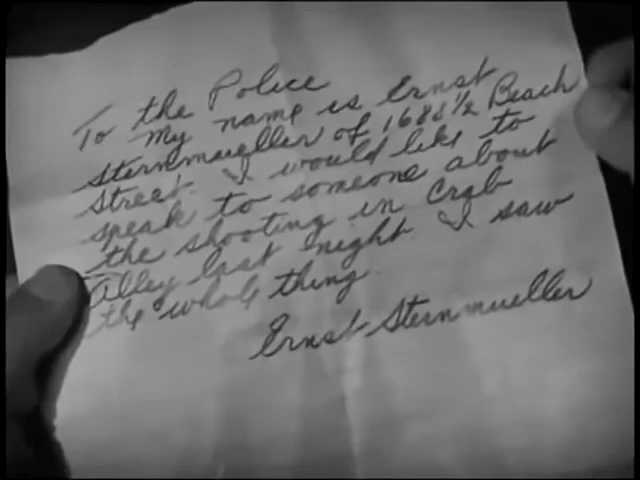 To the Police
My name is Ernst
Sternmueller of 1688½ Beach
Street. I would like to
speak to someone about
the shooting in Crab
Alley last night. I saw
the whole thing.
Ernst Sternmueller